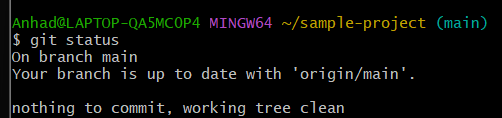 Anhad@LAPTOP-QA5MC0P4 MINGW64 ~/sample-project (main)
$ git status
On branch main
Your branch is up to date with 'origin/main'.
nothing to commit, working tree clean